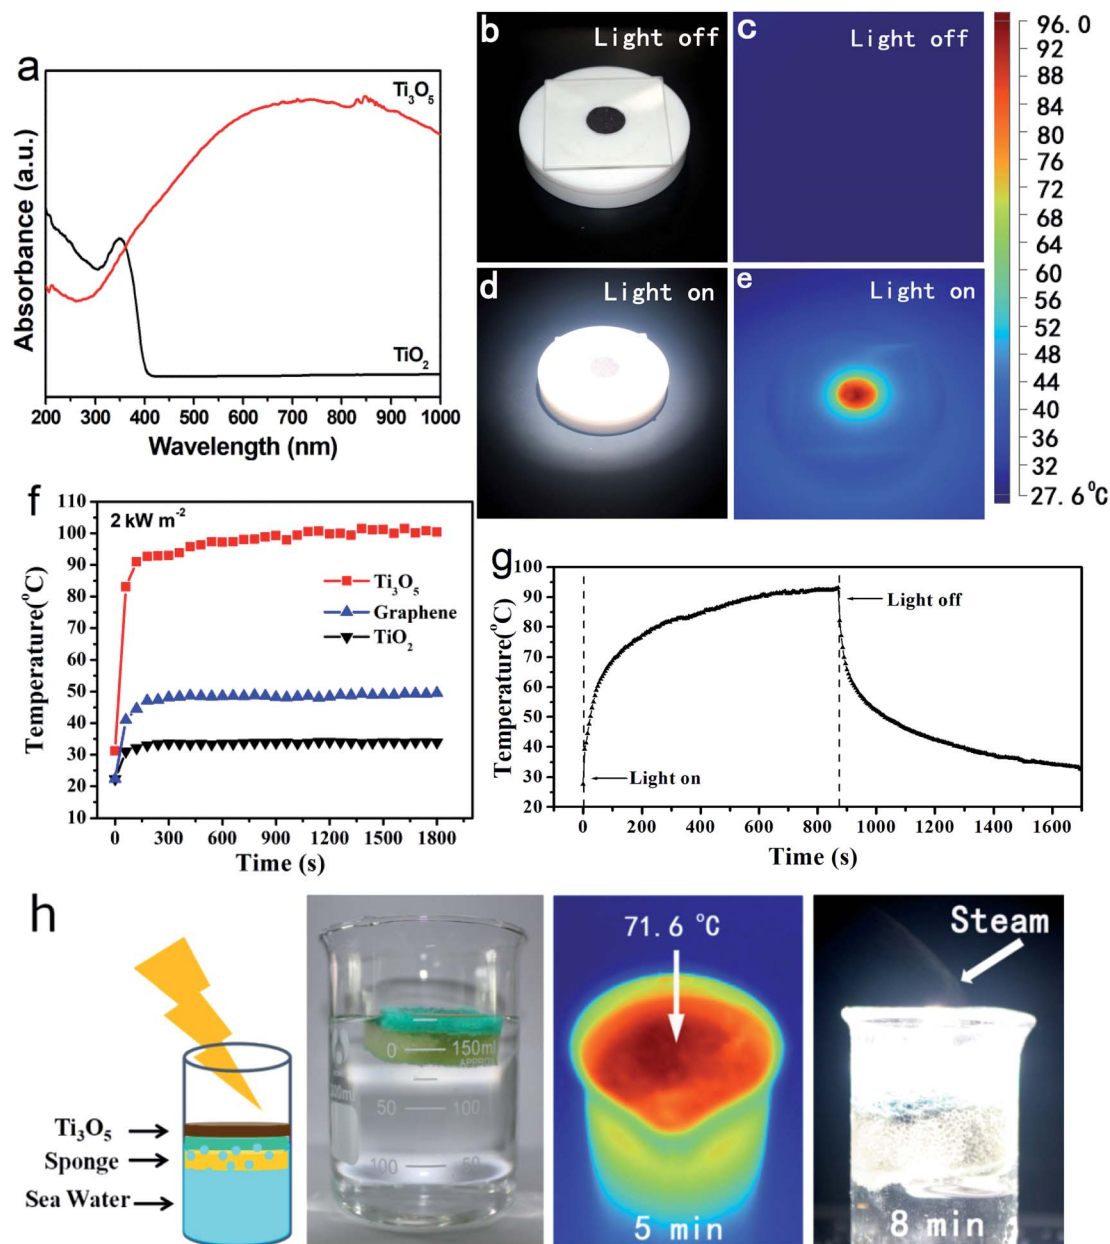 a
Ti₃O₅
TiO₂
Absorbance (a.u.)
200 300 400 500 600 700 800 900 1000
Wavelength (nm)
b
Light off
c
Light off
d
Light on
e
Light on
96.0
92
88
84
80
76
72
68
64
60
56
52
48
44
40
36
32
27.6℃
f
2 kW m⁻²
110
100
90
80
70
60
50
40
30
20
10
Temperature(°C)
Ti₃O₅
Graphene
TiO₂
0 300 600 900 1200 1500 1800
Time (s)
g
100
90
80
70
60
50
40
30
20
Temperature(°C)
Light off
Light on
0 200 400 600 800 1000 1200 1400 1600
Time (s)
h
Ti₃O₅
Sponge
Sea Water
0 150ml
APPROX
50 100
100 50
71.6 ℃
5 min
Steam
8 min